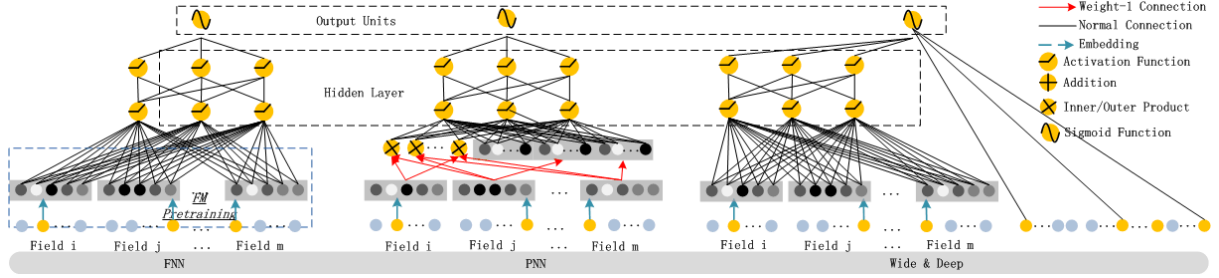 Output Units
Hidden Layer
Weight-1 Connection
Normal Connection
Embedding
Activation Function
Addition
Inner/Outer Product
Sigmoid Function
FM
Pretraining
Field i Field j ... Field m
Field i Field j ... Field m
Field i Field j ... Field m
FNN PNN Wide & Deep